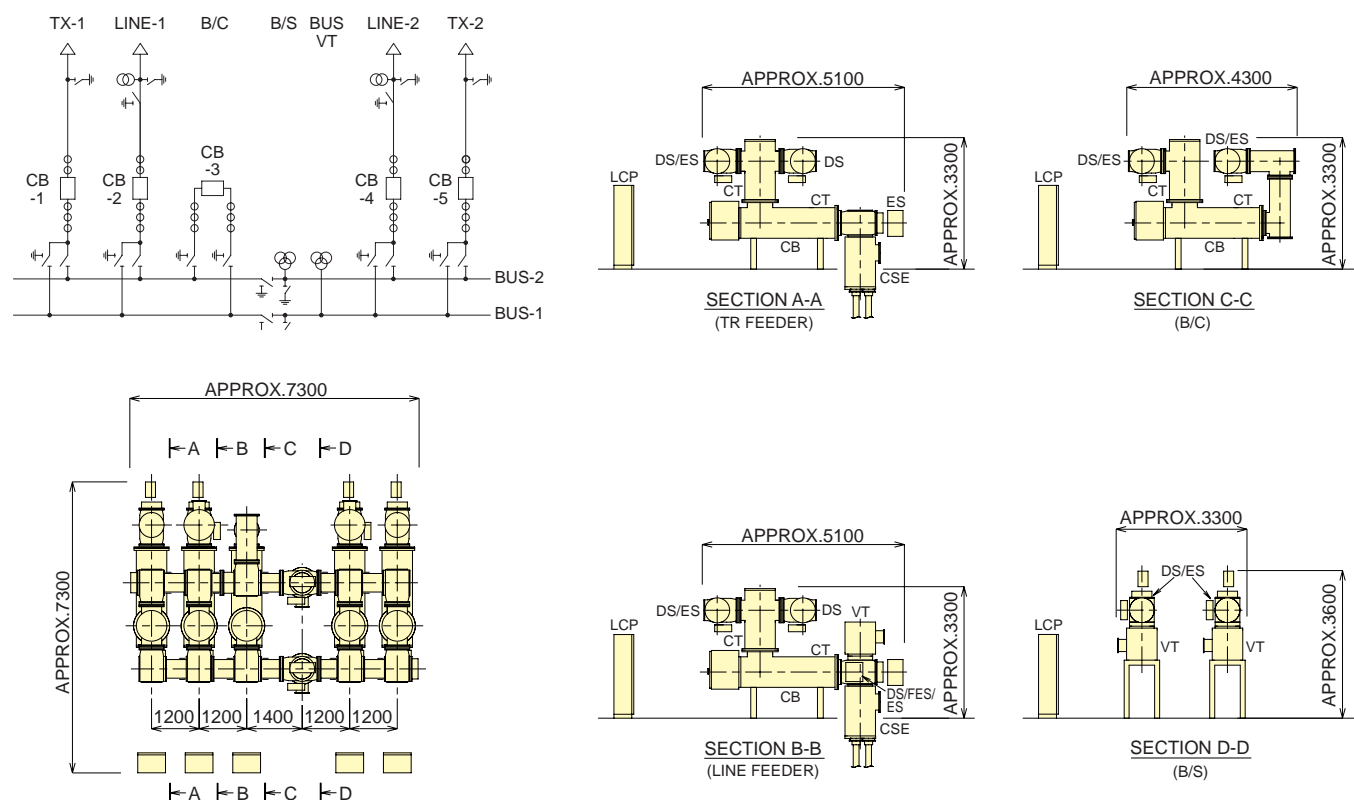 TX-1 LINE-1 B/C B/S BUS LINE-2 TX-2
VT
CB
-3
CB CB CB CB
-1 -2 -4 -5
BUS-2
BUS-1
APPROX.5100
DS/ES DS
LCP
CT CT ES
CB
CSE
APPROX.3300
SECTION A-A
(TR FEEDER)
APPROX.4300
DS/ES DS/ES
LCP
CT CT
CB
APPROX.3300
SECTION C-C
(B/C)
APPROX.7300
A B C D
APPROX.7300
1200 1200 1400 1200 1200
A B C D
APPROX.5100
DS/ES DS VT
LCP
CT CT
CB
DS/FES/
ES
CSE
APPROX.3300
SECTION B-B
(LINE FEEDER)
APPROX.3300
DS/ES
LCP
VT VT
APPROX.3600
SECTION D-D
(B/S)